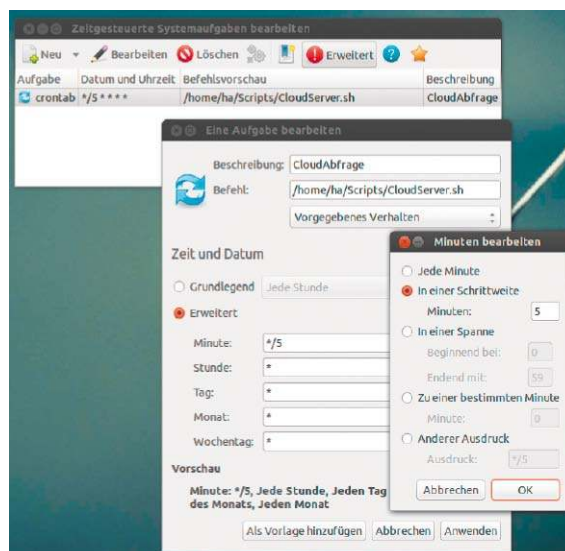 Zeitgesteuerte Systemaufgaben bearbeiten
Neu Bearbeiten Löschen Erweitert
Aufgabe Datum und Uhrzeit Befehlsvorschau Beschreibung
crontab */5 * * * * /home/ha/Scripts/CloudServer.sh CloudAbfrage
Eine Aufgabe bearbeiten
Beschreibung: CloudAbfrage
Befehl: /home/ha/Scripts/CloudServer.sh
Vorgegebenes Verhalten
Zeit und Datum
Grundlegend Jede Stunde
Erweitert
Minute: */5
Stunde: *
Tag: *
Monat: *
Wochentag: *
Vorschau
Minute: */5, Jede Stunde, Jeden Tag
des Monats, Jeden Monat
Als Vorlage hinzufügen Abbrechen Anwenden
Minuten bearbeiten
Jede Minute
In einer Schrittweite
Minuten: 5
In einer Spanne
Beginnend bei: 0
Endend mit: 59
Zu einer bestimmten Minute
Minute: 0
Anderer Ausdruck
Ausdruck: */5
Abbrechen OK